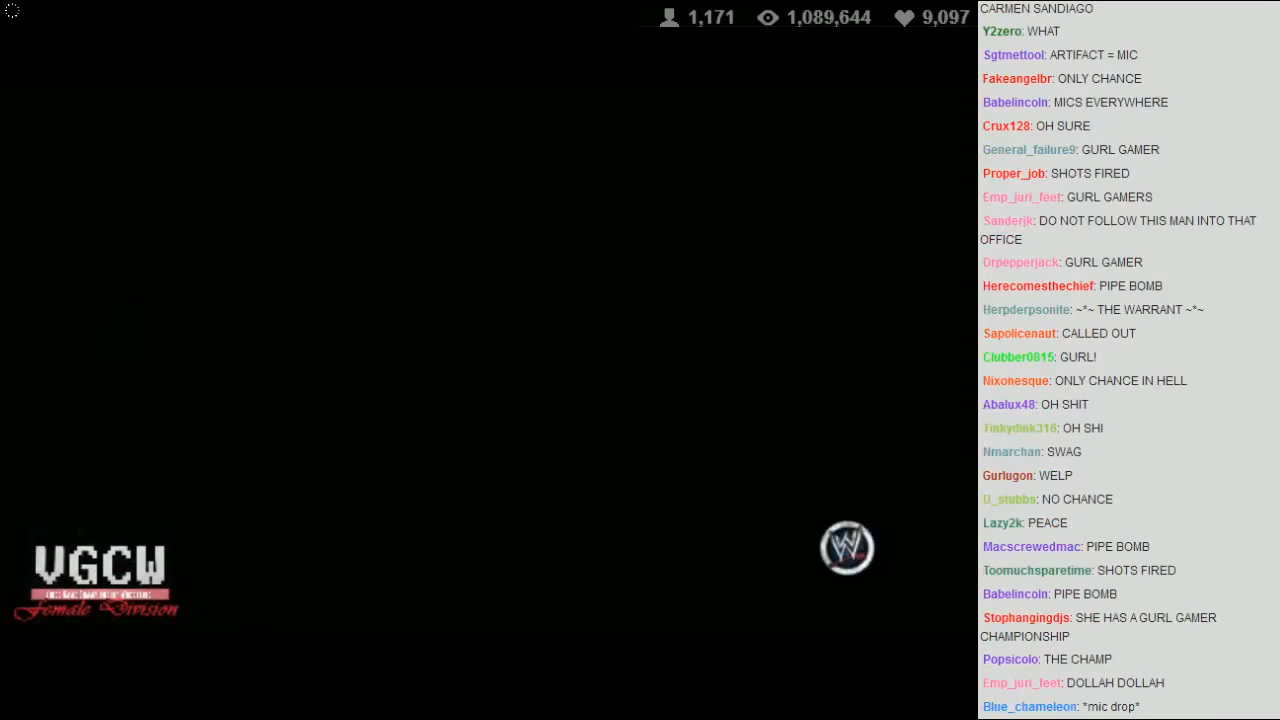 1,171 1,089,644 9,097
CARMEN SANDIAGO
Y2zero: WHAT
Sgtmettool: ARTIFACT = MIC
Fakeangelbr: ONLY CHANCE
Babelincoln: MICS EVERYWHERE
Crux128: OH SURE
General_failure9: GURL GAMER
Proper_job: SHOTS FIRED
Emp_juri_feet: GURL GAMERS
Sanderjk: DO NOT FOLLOW THIS MAN INTO THAT
OFFICE
Drpepperjack: GURL GAMER
Herecomesthechief: PIPE BOMB
Herpderpsonite: ~*~ THE WARRANT ~*~
Sapolicenaut: CALLED OUT
Clubber0815: GURL!
Nixonesque: ONLY CHANCE IN HELL
Abalux48: OH SHIT
Tinkydink316: OH SHI
Nmarchan: SWAG
Gurlugon: WELP
D_stubbs: NO CHANCE
Lazy2k: PEACE
Macscrewedmac: PIPE BOMB
Toomuchsparetime: SHOTS FIRED
Babelincoln: PIPE BOMB
Stophangingdjs: SHE HAS A GURL GAMER
CHAMPIONSHIP
Popsicolo: THE CHAMP
Emp_juri_feet: DOLLAH DOLLAH
Blue_chameleon: *mic drop*
VGCW
Female Division
W